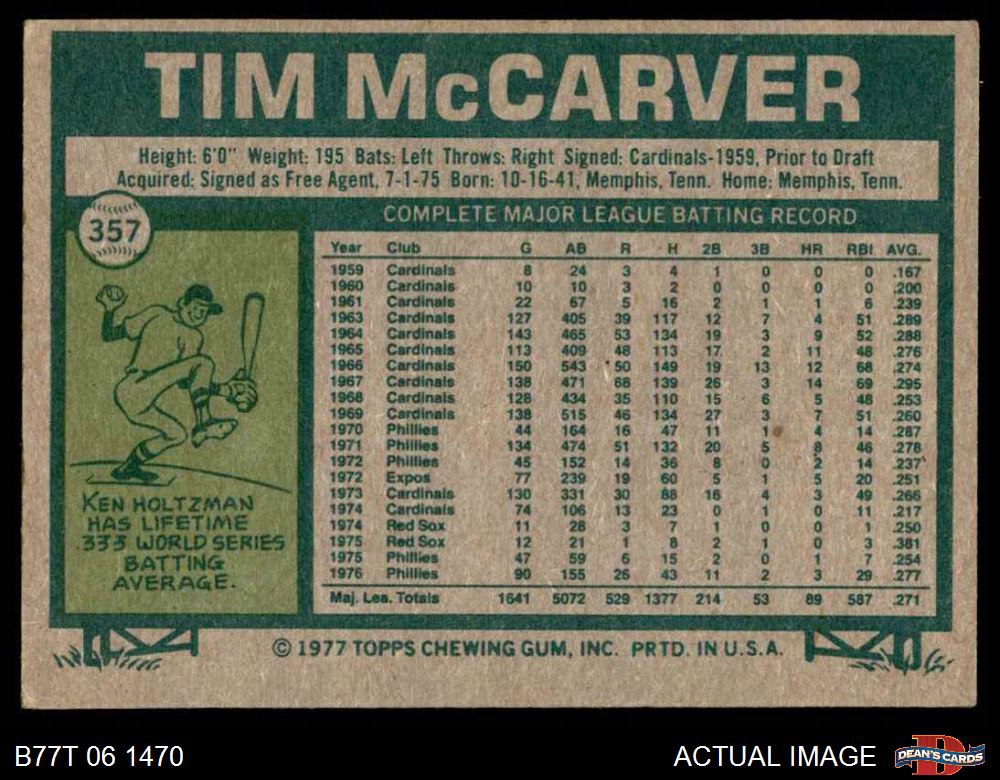 TIM McCARVER
Height: 6'0" Weight: 195 Bats: Left Throws: Right Signed: Cardinals-1959, Prior to Draft
Acquired: Signed as Free Agent, 7-1-75 Born: 10-16-41, Memphis, Tenn. Home: Memphis, Tenn.
357
COMPLETE MAJOR LEAGUE BATTING RECORD
Year Club G AB R H 2B 3B HR RBI AVG.
1959 Cardinals 8 24 3 4 1 0 0 0 .167
1960 Cardinals 10 10 3 2 0 0 0 0 .200
1961 Cardinals 22 67 5 16 2 1 1 6 .239
1963 Cardinals 127 405 39 117 12 7 4 51 .289
1964 Cardinals 143 465 53 134 19 3 9 52 .288
1965 Cardinals 113 409 48 113 17 2 11 48 .276
1966 Cardinals 150 543 50 149 19 13 12 68 .274
1967 Cardinals 138 471 68 139 26 3 14 69 .295
1968 Cardinals 128 434 35 110 15 6 5 48 .253
1969 Cardinals 138 515 46 134 27 3 7 51 .260
1970 Phillies 44 164 16 47 11 1 4 14 .287
1971 Phillies 134 474 51 132 20 5 8 46 .278
1972 Phillies 45 152 14 36 8 0 2 14 .237
1972 Expos 77 239 19 60 5 1 5 20 .251
1973 Cardinals 130 331 30 88 16 4 3 49 .266
1974 Cardinals 74 106 13 23 0 1 0 11 .217
1974 Red Sox 11 28 3 7 1 0 0 1 .250
1975 Red Sox 12 21 1 8 2 1 0 3 .381
1975 Phillies 47 59 6 15 2 0 1 7 .254
1976 Phillies 90 155 26 43 11 2 3 29 .277
Maj. Lea. Totals 1641 5072 529 1377 214 53 89 587 .271
KEN HOLTZMAN
HAS LIFETIME
.333 WORLD SERIES
BATTING
AVERAGE.
© 1977 TOPPS CHEWING GUM, INC. PRTD. IN U.S.A.
B77T 06 1470
ACTUAL IMAGE
D
DEAN'S CARDS